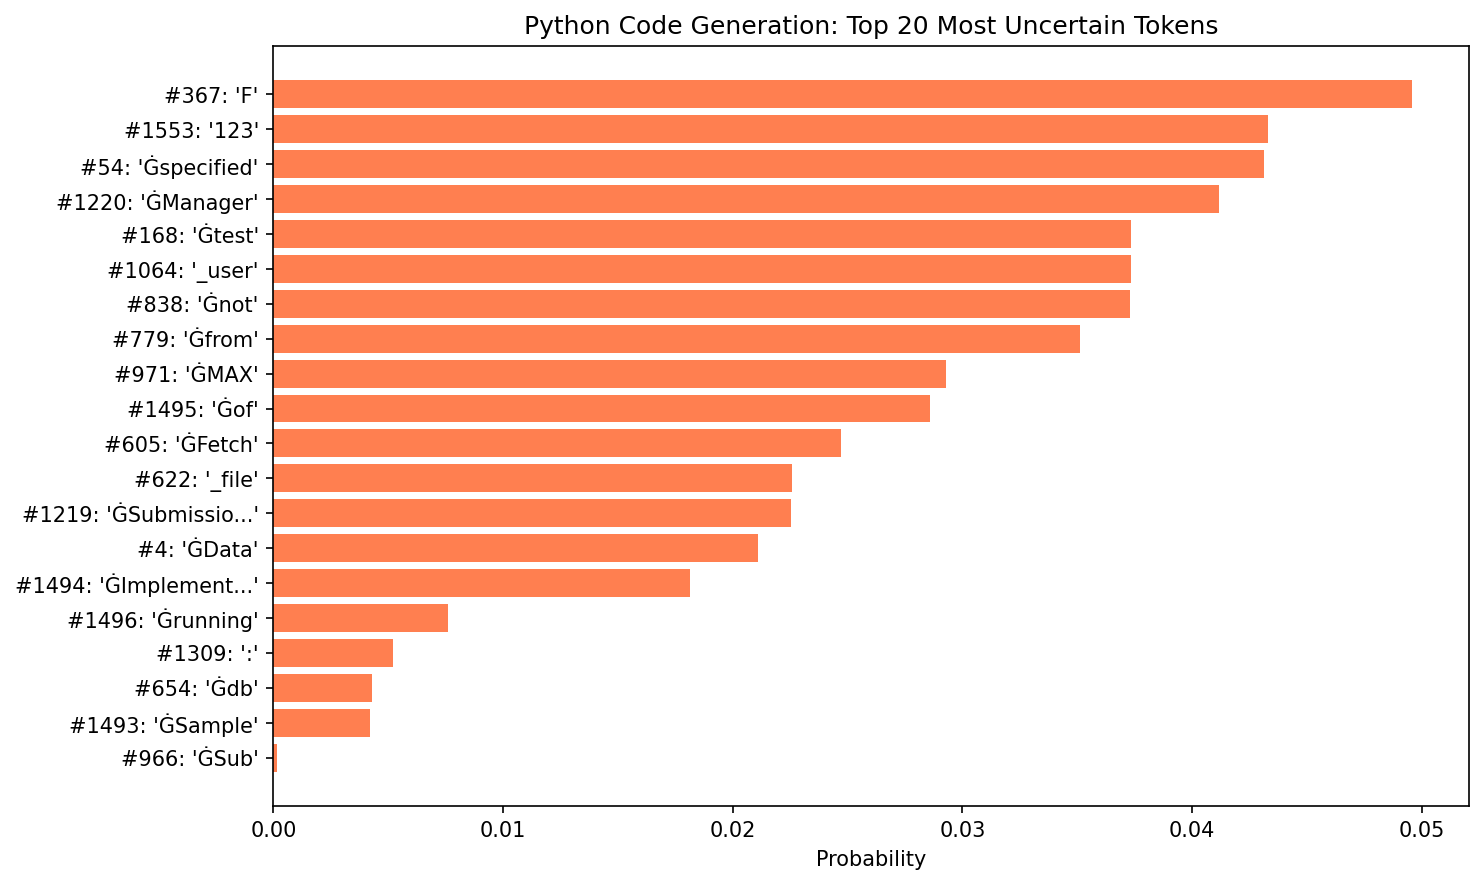 Python Code Generation: Top 20 Most Uncertain Tokens
#367: 'F'
#1553: '123'
#54: 'Ġspecified'
#1220: 'ĠManager'
#168: 'Ġtest'
#1064: '_user'
#838: 'Ġnot'
#779: 'Ġfrom'
#971: 'ĠMAX'
#1495: 'Ġof'
#605: 'ĠFetch'
#622: '_file'
#1219: 'ĠSubmissio...'
#4: 'ĠData'
#1494: 'ĠImplement...'
#1496: 'Ġrunning'
#1309: ':'
#654: 'Ġdb'
#1493: 'ĠSample'
#966: 'ĠSub'
0.00 0.01 0.02 0.03 0.04 0.05
Probability